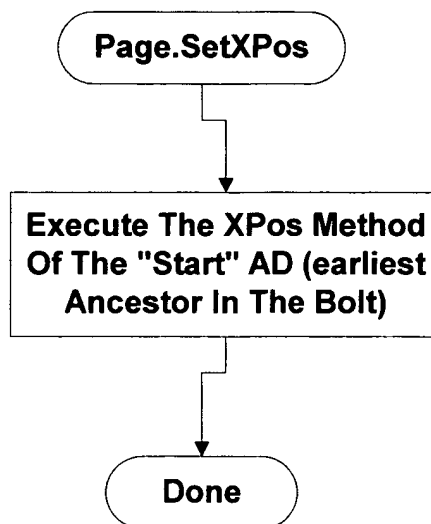 Page.SetXPos
Execute The XPos Method
Of The "Start" AD (earliest
Ancestor In The Bolt)
Done